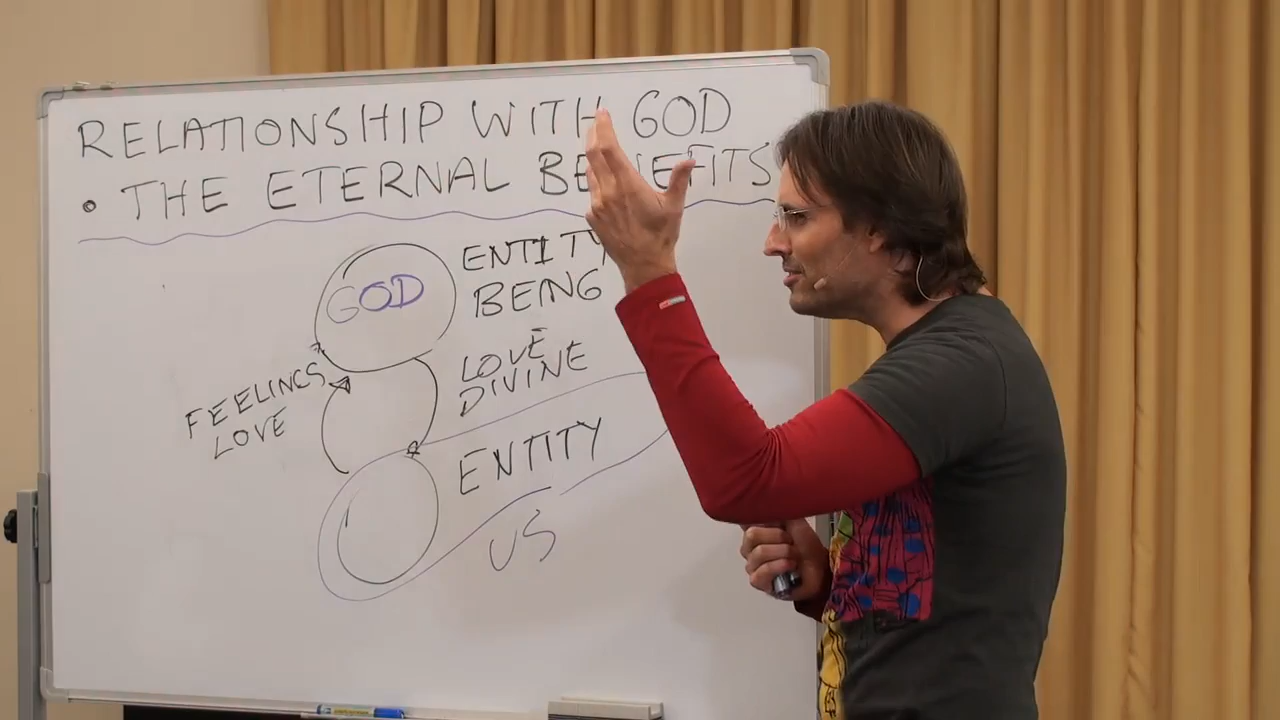 RELATIONSHIP WITH GOD
• THE ETERNAL BENEFITS
GOD
ENTITY
BEING
LOVE
DIVINE
FEELINGS
LOVE
ENTITY
US